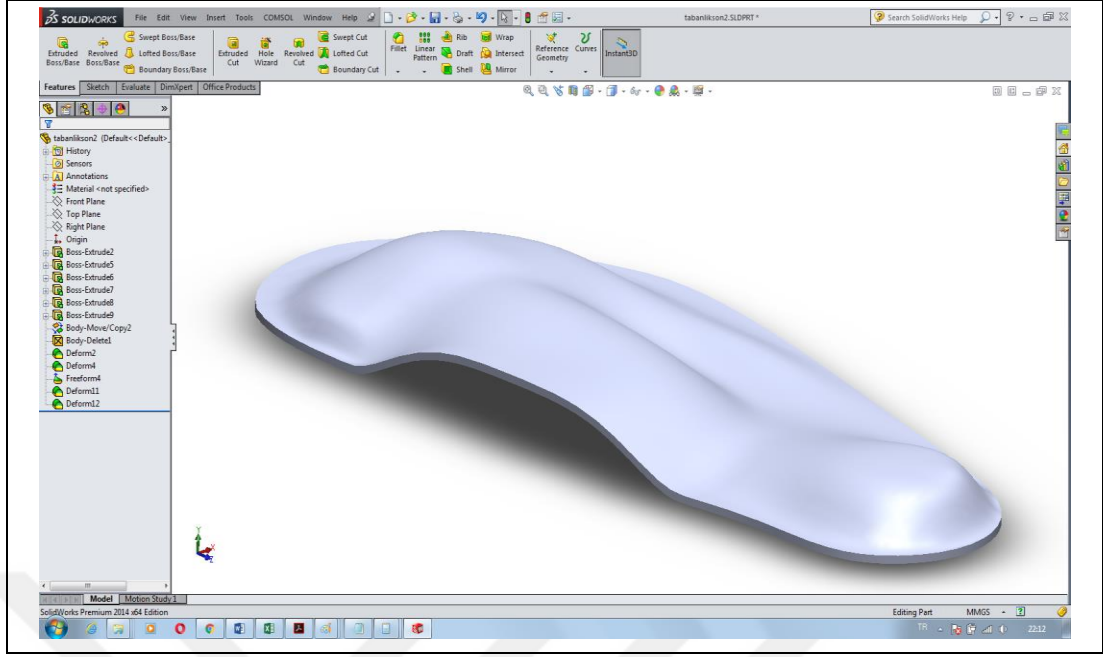 SOLIDWORKS File Edit View Insert Tools COMSOL Window Help tabanlikson2.SLDPRT * Search SolidWorks Help
Extruded Boss/Base
Revolved Boss/Base
Swept Boss/Base
Lofted Boss/Base
Boundary Boss/Base
Extruded Cut
Hole Wizard
Revolved Cut
Swept Cut
Lofted Cut
Boundary Cut
Fillet
Linear Pattern
Rib
Draft
Shell
Wrap
Intersect
Mirror
Reference Geometry
Curves
Instant3D
Features Sketch Evaluate DimXpert Office Products
tabanlikson2 (Default<<Default>_
History
Sensors
Annotations
Material <not specified>
Front Plane
Top Plane
Right Plane
Origin
Boss-Extrude2
Boss-Extrude5
Boss-Extrude6
Boss-Extrude7
Boss-Extrude8
Boss-Extrude9
Body-Move/Copy2
Body-Delete1
Deform2
Deform4
Freeform4
Deform11
Deform12
Y
X
Z
Model Motion Study 1
SolidWorks Premium 2014 x64 Edition Editing Part MMGS
TR 22:12